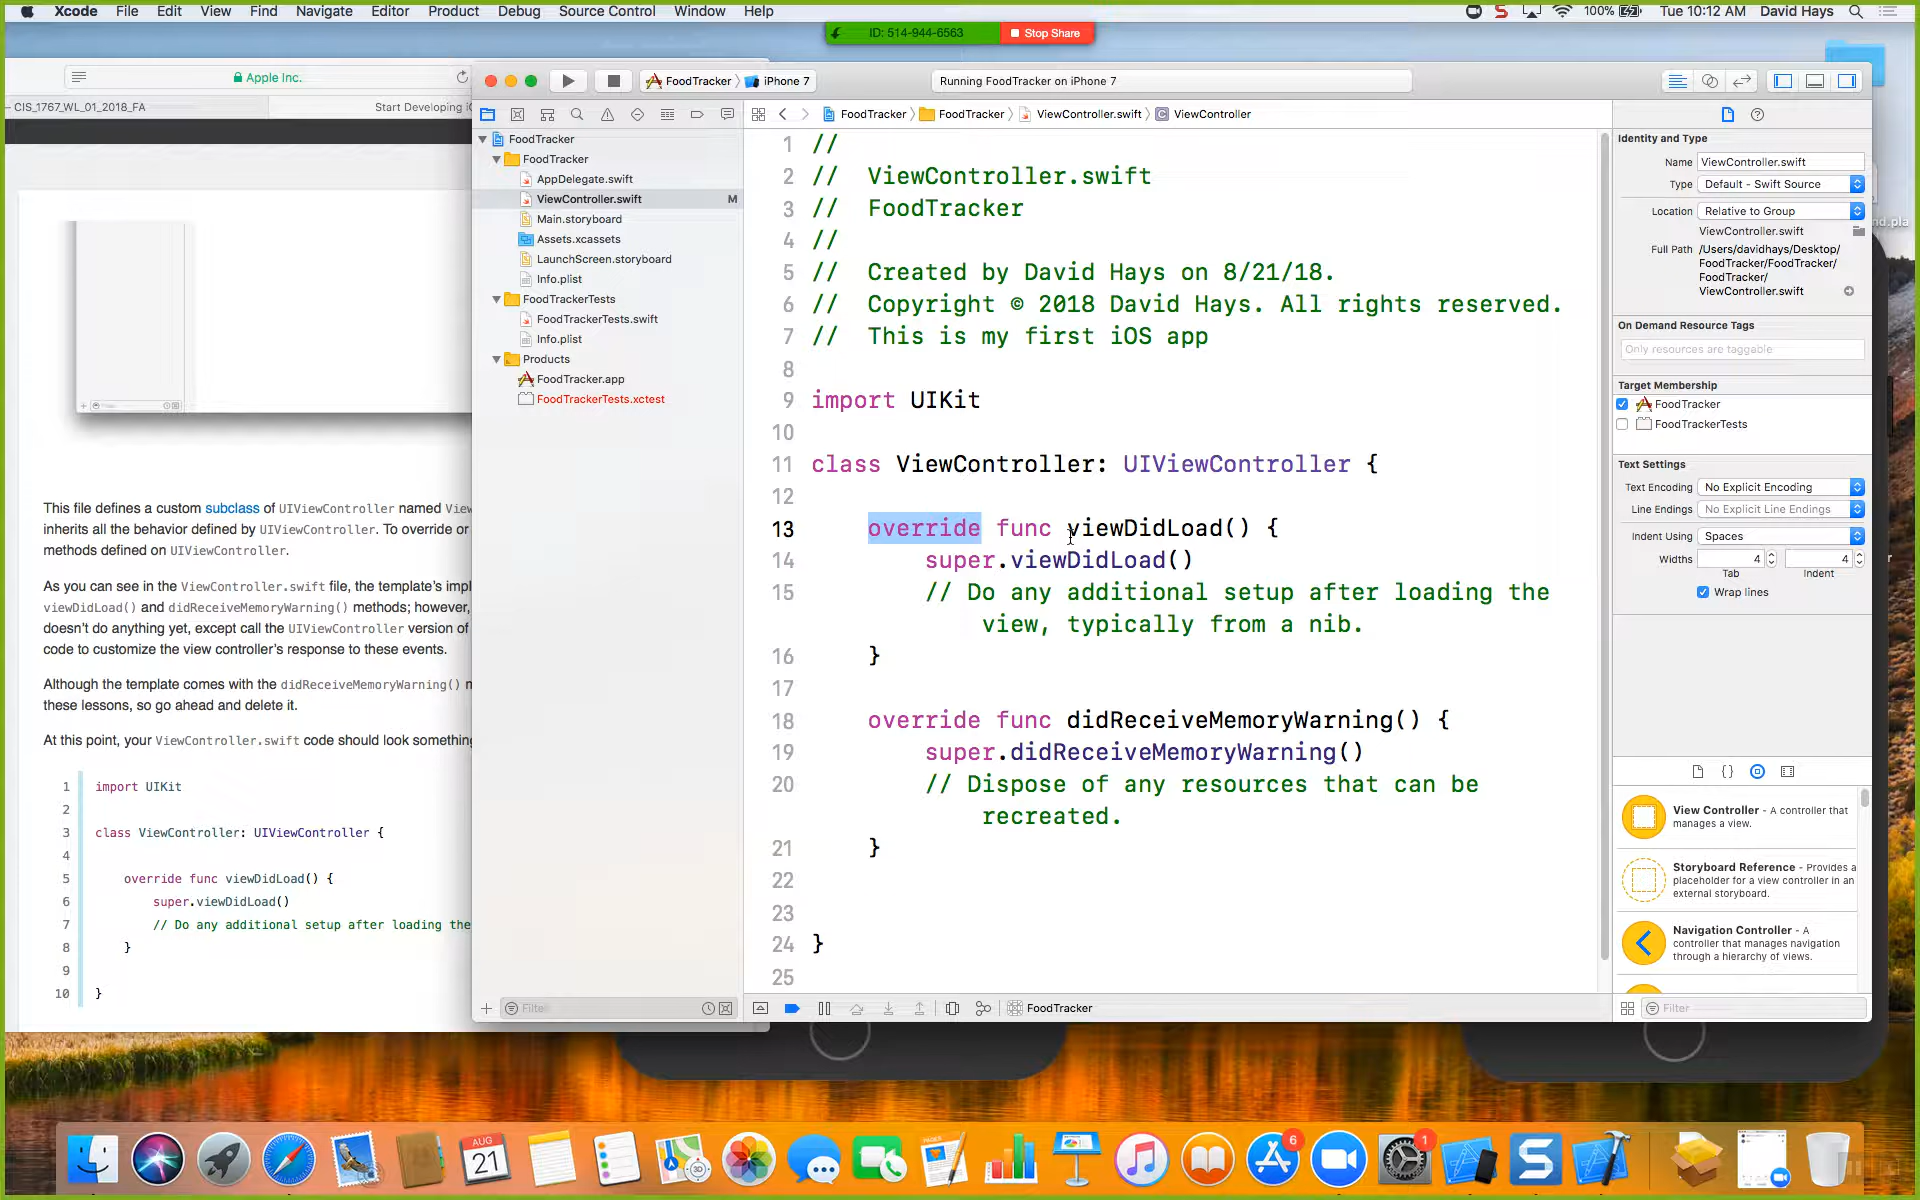 Xcode File Edit View Find Navigate Editor Product Debug Source Control Window Help
100% Tue 10:12 AM David Hays
ID: 514-944-6563 Stop Share
Apple Inc.
CIS_1767_WL_01_2018_FA
Start Developing iO
This file defines a custom subclass of UIViewController named View
inherits all the behavior defined by UIViewController. To override or
methods defined on UIViewController.
As you can see in the ViewController.swift file, the template's impl
viewDidLoad() and didReceiveMemoryWarning() methods; however,
doesn't do anything yet, except call the UIViewController version of
code to customize the view controller's response to these events.
Although the template comes with the didReceiveMemoryWarning() m
these lessons, so go ahead and delete it.
At this point, your ViewController.swift code should look something
1 import UIKit
2
3 class ViewController: UIViewController {
4
5 override func viewDidLoad() {
6 super.viewDidLoad()
7 // Do any additional setup after loading the
8 }
9
10 }
FoodTracker iPhone 7
Running FoodTracker on iPhone 7
FoodTracker
FoodTracker
AppDelegate.swift
ViewController.swift M
Main.storyboard
Assets.xcassets
LaunchScreen.storyboard
Info.plist
FoodTrackerTests
FoodTrackerTests.swift
Info.plist
Products
FoodTracker.app
FoodTrackerTests.xctest
Filter
FoodTracker FoodTracker ViewController.swift ViewController
1 //
2 // ViewController.swift
3 // FoodTracker
4 //
5 // Created by David Hays on 8/21/18.
6 // Copyright © 2018 David Hays. All rights reserved.
7 // This is my first iOS app
8
9 import UIKit
10
11 class ViewController: UIViewController {
12
13 override func viewDidLoad() {
14 super.viewDidLoad()
15 // Do any additional setup after loading the
view, typically from a nib.
16 }
17
18 override func didReceiveMemoryWarning() {
19 super.didReceiveMemoryWarning()
20 // Dispose of any resources that can be
recreated.
21 }
22
23
24 }
25
FoodTracker
Identity and Type
Name ViewController.swift
Type Default - Swift Source
Location Relative to Group
ViewController.swift
Full Path /Users/davidhays/Desktop/
FoodTracker/FoodTracker/
FoodTracker/
ViewController.swift
On Demand Resource Tags
Only resources are taggable
Target Membership
FoodTracker
FoodTrackerTests
Text Settings
Text Encoding No Explicit Encoding
Line Endings No Explicit Line Endings
Indent Using Spaces
Widths 4 4
Tab Indent
Wrap lines
{}
View Controller - A controller that
manages a view.
Storyboard Reference - Provides a
placeholder for a view controller in an
external storyboard.
Navigation Controller - A
controller that manages navigation
through a hierarchy of views.
Filter
nd.pla
AUG
21
3D
6
1